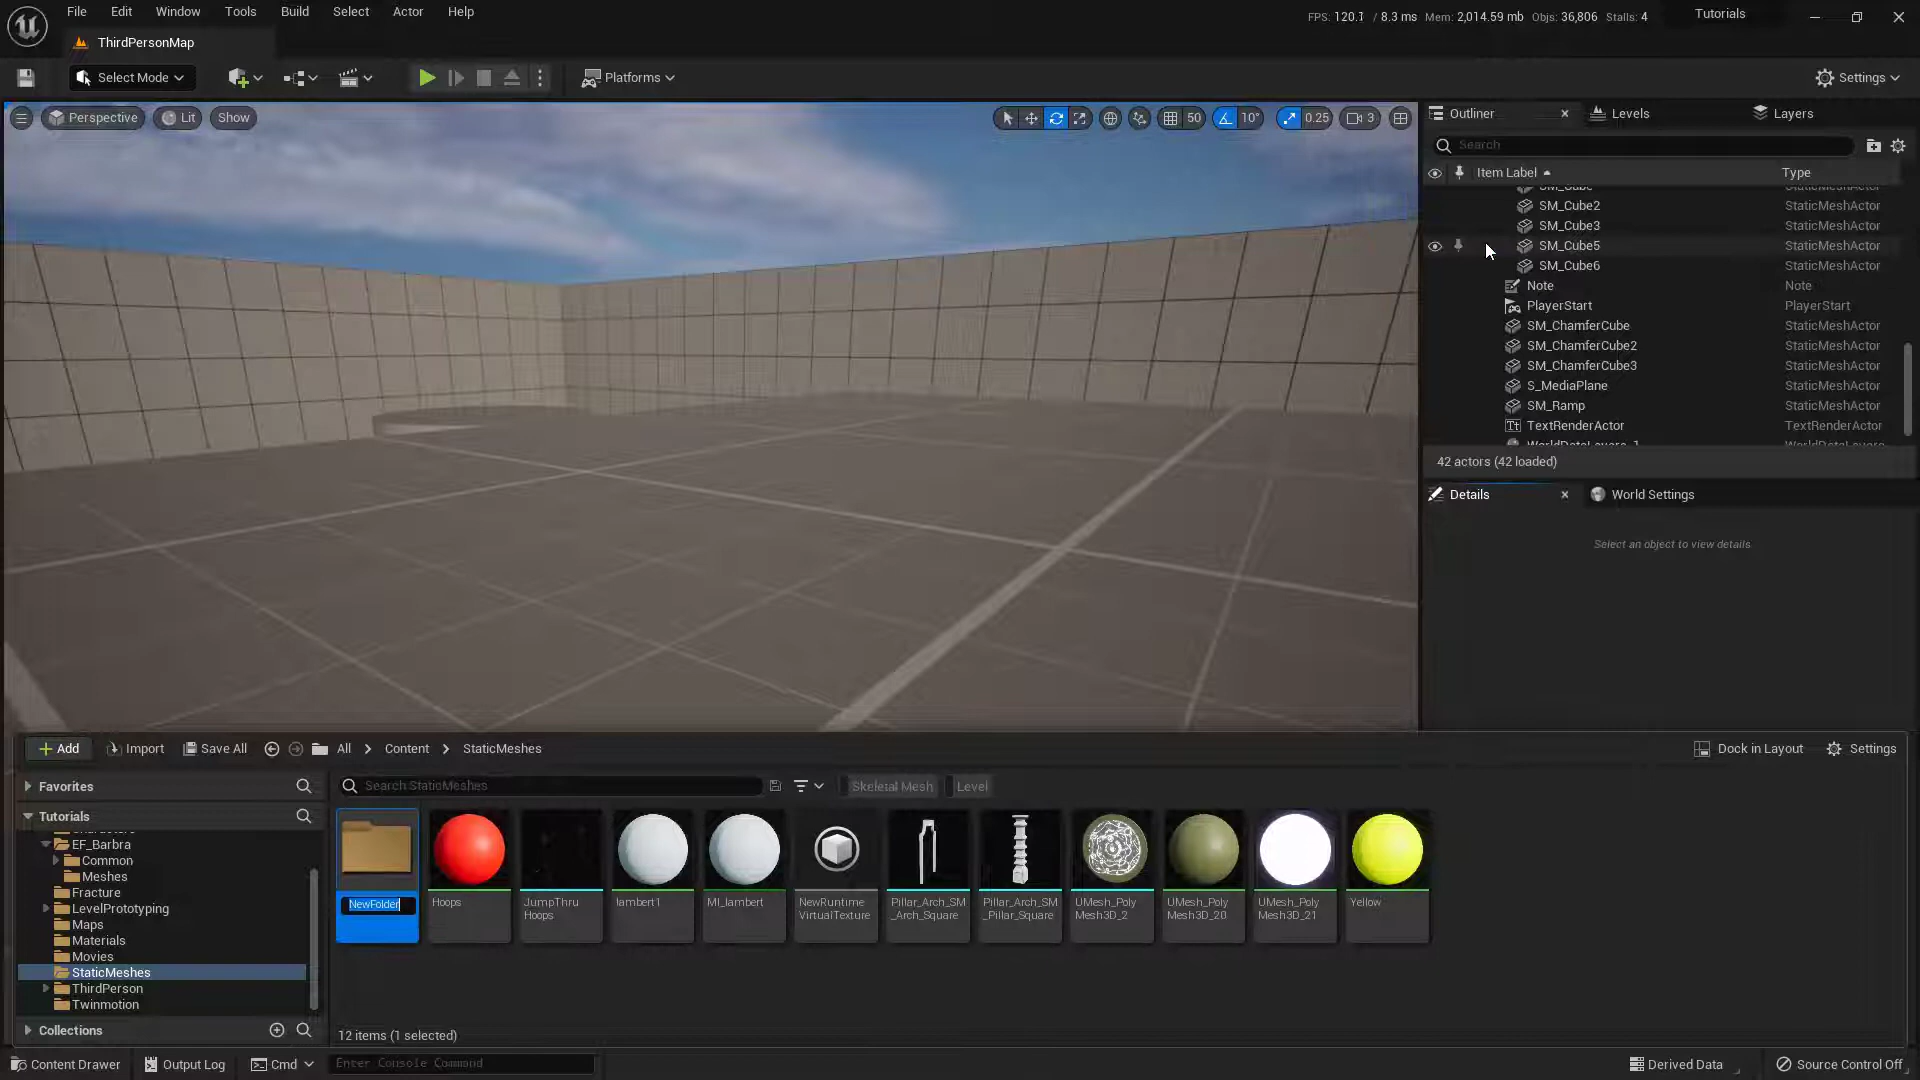 File Edit Window Tools Build Select Actor Help
FPS: 120.1 / 8.3 ms Mem: 2,014.59 mb Objs: 36,806 Stalls: 4
Tutorials
ThirdPersonMap
Select Mode
Platforms
Settings
Perspective Lit Show
50 10° 0.25 3
Outliner Levels Layers
Search
Item Label Type
SM_Cube StaticMeshActor
SM_Cube2 StaticMeshActor
SM_Cube3 StaticMeshActor
SM_Cube5 StaticMeshActor
SM_Cube6 StaticMeshActor
Note Note
PlayerStart PlayerStart
SM_ChamferCube StaticMeshActor
SM_ChamferCube2 StaticMeshActor
SM_ChamferCube3 StaticMeshActor
S_MediaPlane StaticMeshActor
SM_Ramp StaticMeshActor
TextRenderActor TextRenderActor
WorldDataLayers_1 WorldDataLayers
42 actors (42 loaded)
Details World Settings
Select an object to view details
Add Import Save All All Content StaticMeshes Dock in Layout Settings
Favorites
Search StaticMeshes
Skeletal Mesh Level
Tutorials
Characters
EF_Barbra
Common
Meshes
Fracture
LevelPrototyping
Maps
Materials
Movies
StaticMeshes
ThirdPerson
Twinmotion
Collections
NewFolder
Hoops
JumpThru
Hoops
lambert1
MI_lambert
NewRuntime
VirtualTexture
Pillar_Arch_SM
_Arch_Square
Pillar_Arch_SM
_Pillar_Square
UMesh_Poly
Mesh3D_2
UMesh_Poly
Mesh3D_20
UMesh_Poly
Mesh3D_21
Yellow
12 items (1 selected)
Content Drawer Output Log Cmd Enter Console Command Derived Data Source Control Off